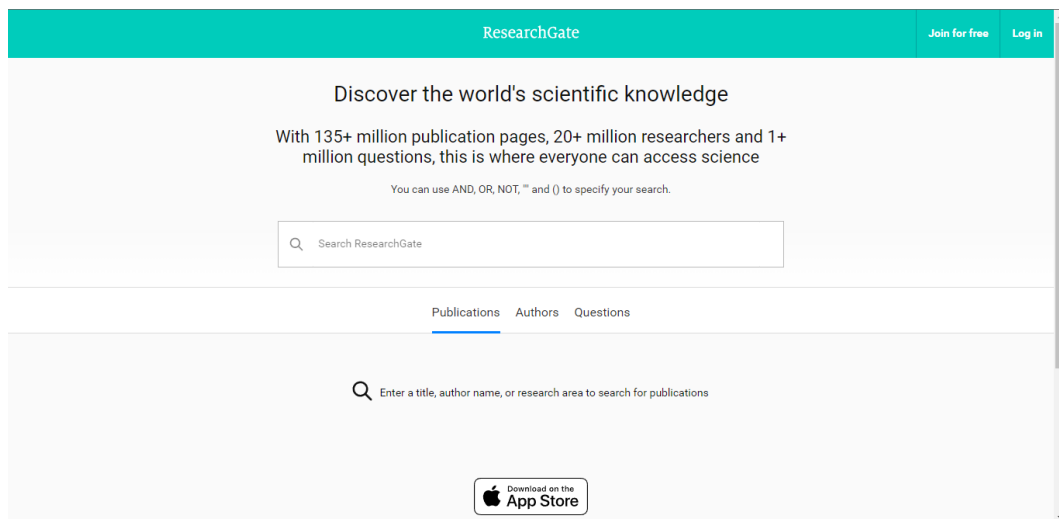 ResearchGate
Join for free
Log in
Discover the world's scientific knowledge
With 135+ million publication pages, 20+ million researchers and 1+
million questions, this is where everyone can access science
You can use AND, OR, NOT, "" and () to specify your search.
Search ResearchGate
Publications Authors Questions
Enter a title, author name, or research area to search for publications
Download on the
App Store